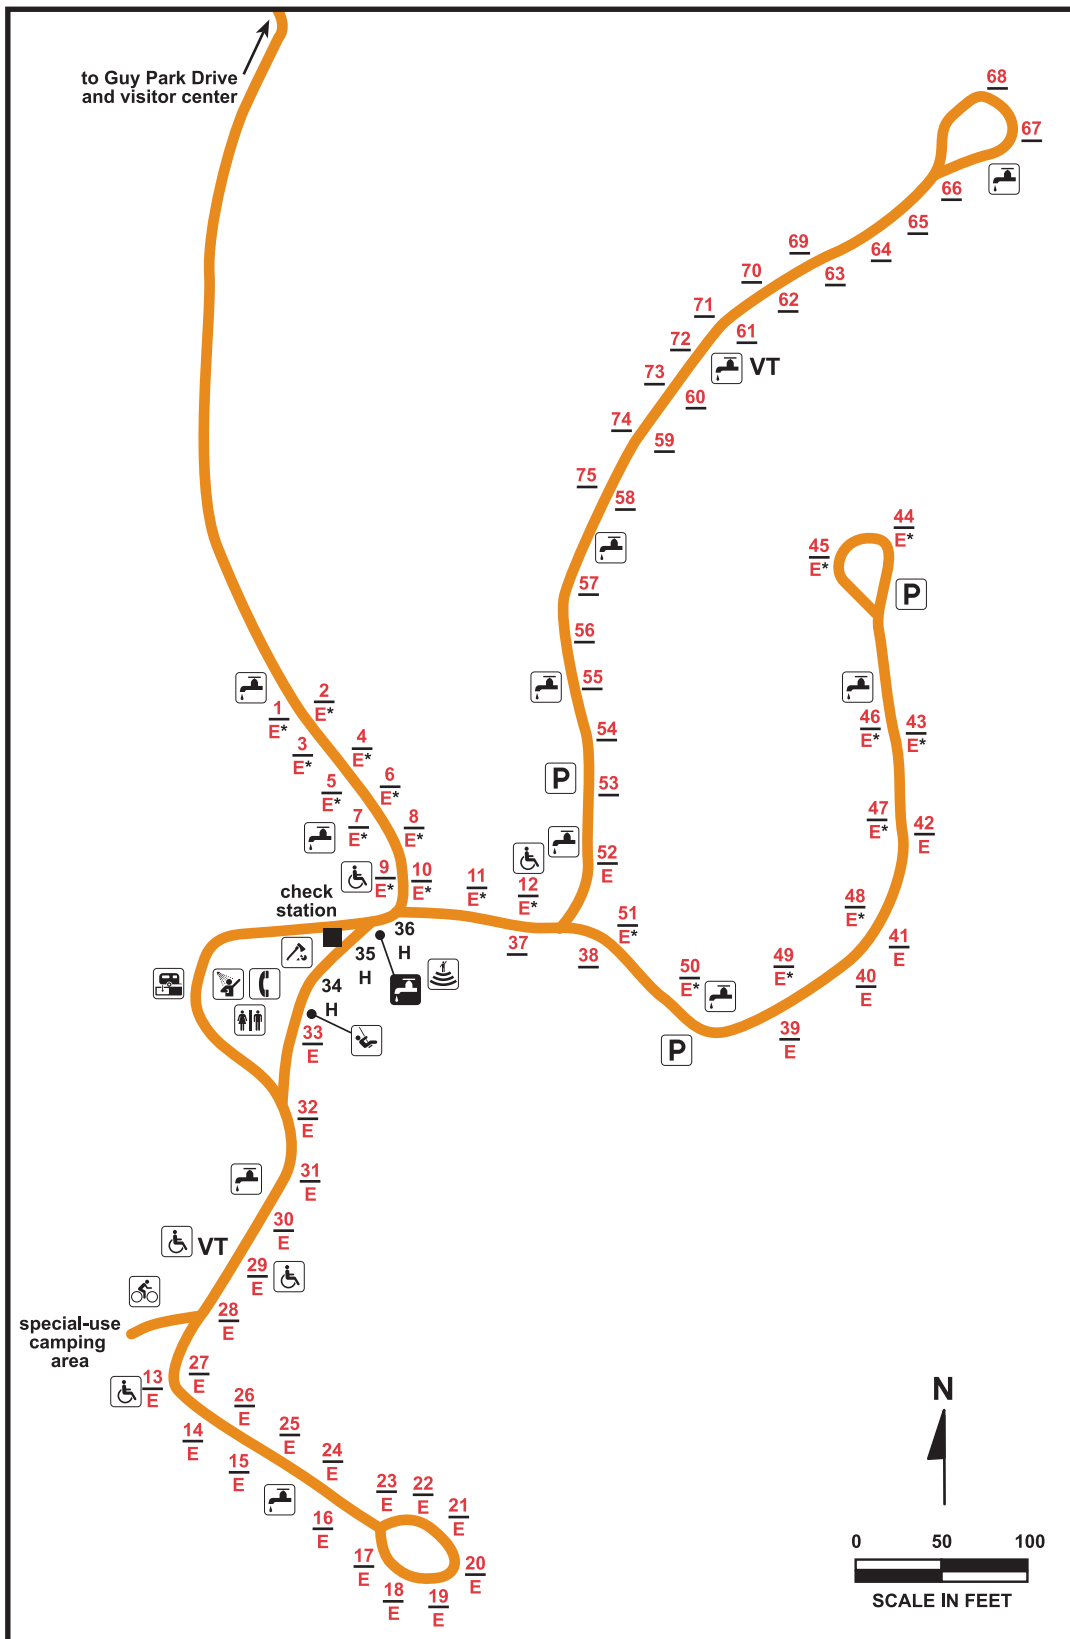 to Guy Park Drive
and visitor center
68
67
66
65
64
69
63
70
62
71
61
72
VT
73
60
74
59
75
58
44
E*
45
E*
P
57
56
55
2
E*
1
E*
54
46
E*
43
E*
4
E*
3
E*
P
53
6
E*
5
E*
7
E*
8
E*
47
E*
42
E
52
E
9
E*
10
E*
11
E*
12
E*
check
station
51
E*
48
E*
36
H
37
38
35
H
41
E
49
E*
50
E*
40
E
34
H
33
E
P
39
E
32
E
31
E
30
E
VT
29
E
28
E
special-use
camping
area
13
E
27
E
26
E
14
E
25
E
15
E
24
E
23
E
22
E
21
E
16
E
17
E
20
E
18
E
19
E
N
0 50 100
SCALE IN FEET